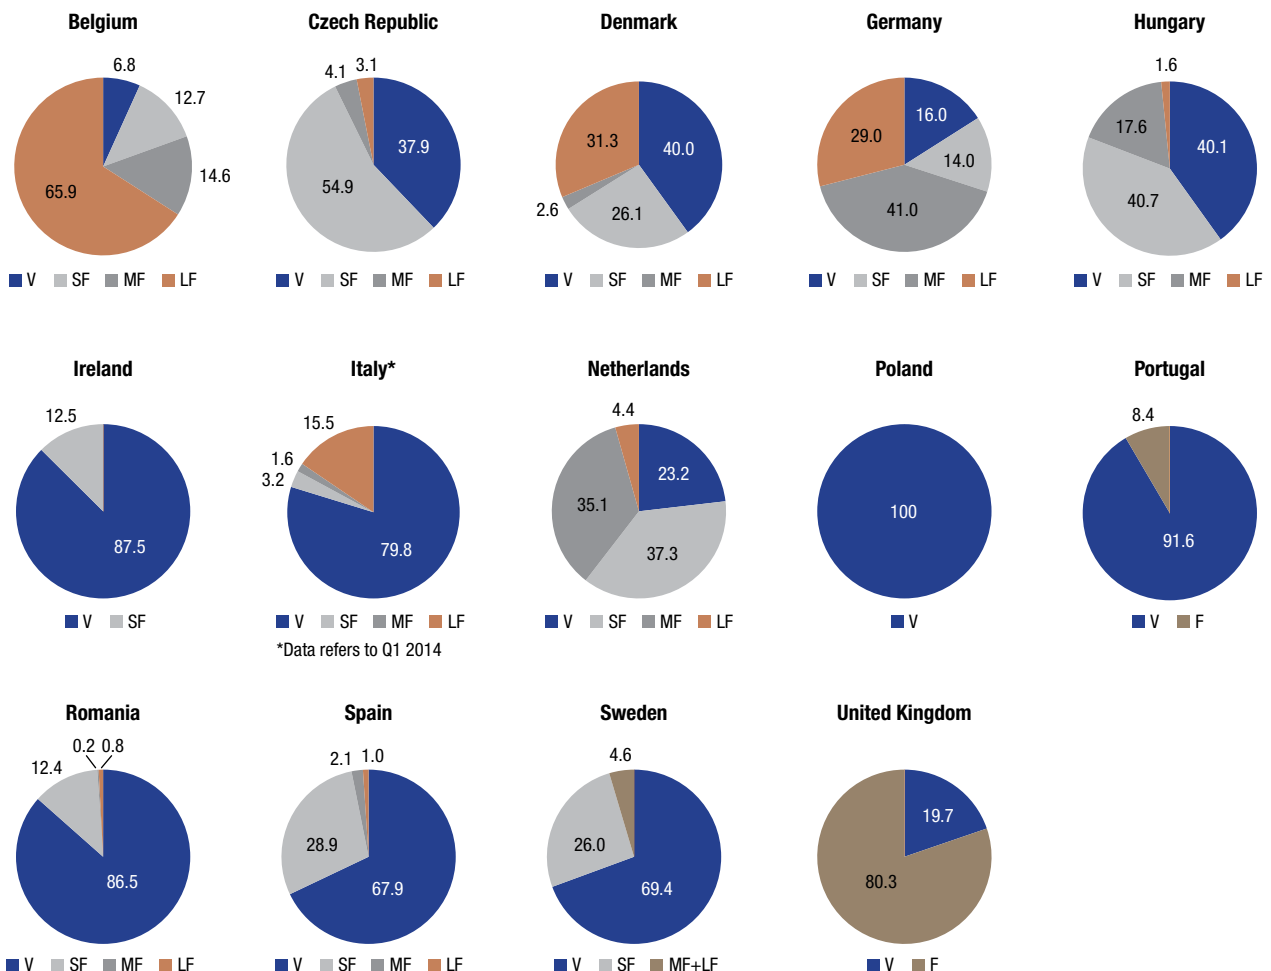 Belgium
6.8
12.7
14.6
65.9
V SF MF LF
Czech Republic
4.1 3.1
37.9
54.9
V SF MF LF
Denmark
31.3
40.0
2.6
26.1
V SF MF LF
Germany
16.0
29.0
14.0
41.0
V SF MF LF
Hungary
1.6
17.6
40.1
40.7
V SF MF LF
Ireland
12.5
87.5
V SF
Italy*
15.5
1.6
3.2
79.8
V SF MF LF
*Data refers to Q1 2014
Netherlands
4.4
23.2
35.1
37.3
V SF MF LF
Poland
100
V
Portugal
8.4
91.6
V F
Romania
0.2 0.8
12.4
86.5
V SF MF LF
Spain
2.1 1.0
28.9
67.9
V SF MF LF
Sweden
4.6
26.0
69.4
V SF MF+LF
United Kingdom
19.7
80.3
V F